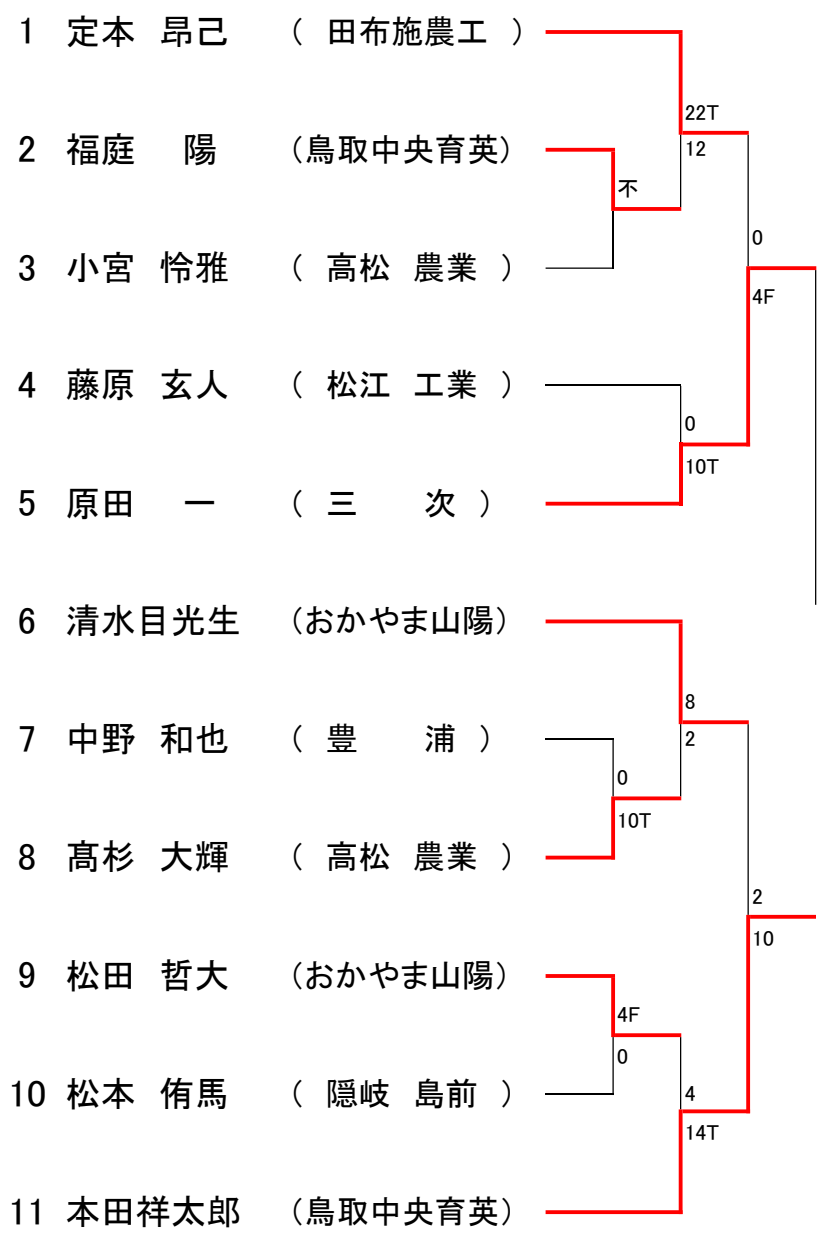 1 定本 昂己 ( 田布施農工 )
22T
2 福庭 陽 (鳥取中央育英)
12
不
0
3 小宮 怜雅 ( 高松 農業 )
4F
4 藤原 玄人 ( 松江 工業 )
0
10T
5 原田 一 ( 三 次 )
6 清水目光生 (おかやま山陽)
8
7 中野 和也 ( 豊 浦 )
2
0
10T
8 髙杉 大輝 ( 高松 農業 )
2
10
9 松田 哲大 (おかやま山陽)
4F
0
10 松本 侑馬 ( 隠岐 島前 )
4
14T
11 本田祥太郎 (鳥取中央育英)